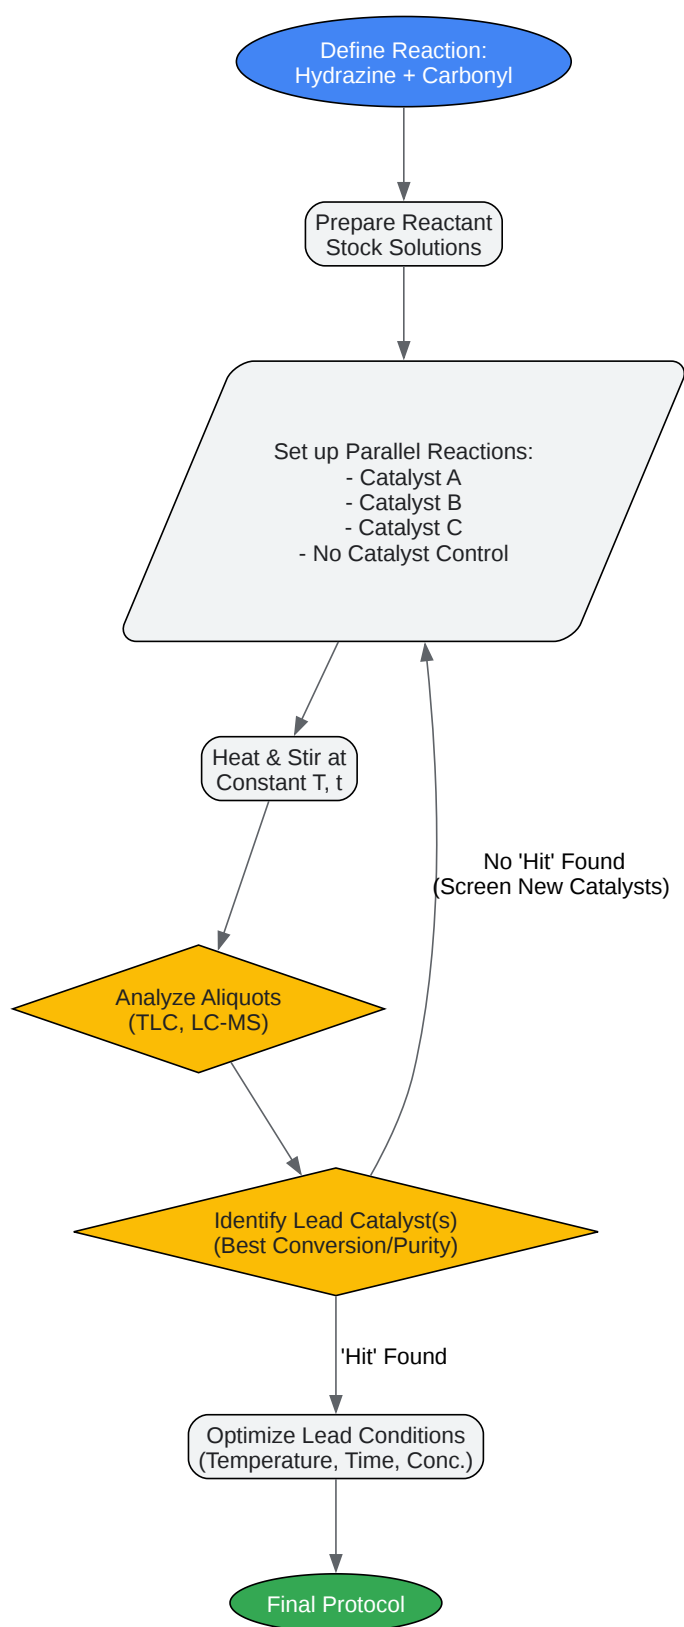 Define Reaction:
Hydrazine + Carbonyl
Prepare Reactant
Stock Solutions
Set up Parallel Reactions:
- Catalyst A
- Catalyst B
- Catalyst C
- No Catalyst Control
Heat & Stir at
Constant T, t
No 'Hit' Found
(Screen New Catalysts)
Analyze Aliquots
(TLC, LC-MS)
Identify Lead Catalyst(s)
(Best Conversion/Purity)
'Hit' Found
Optimize Lead Conditions
(Temperature, Time, Conc.)
Final Protocol